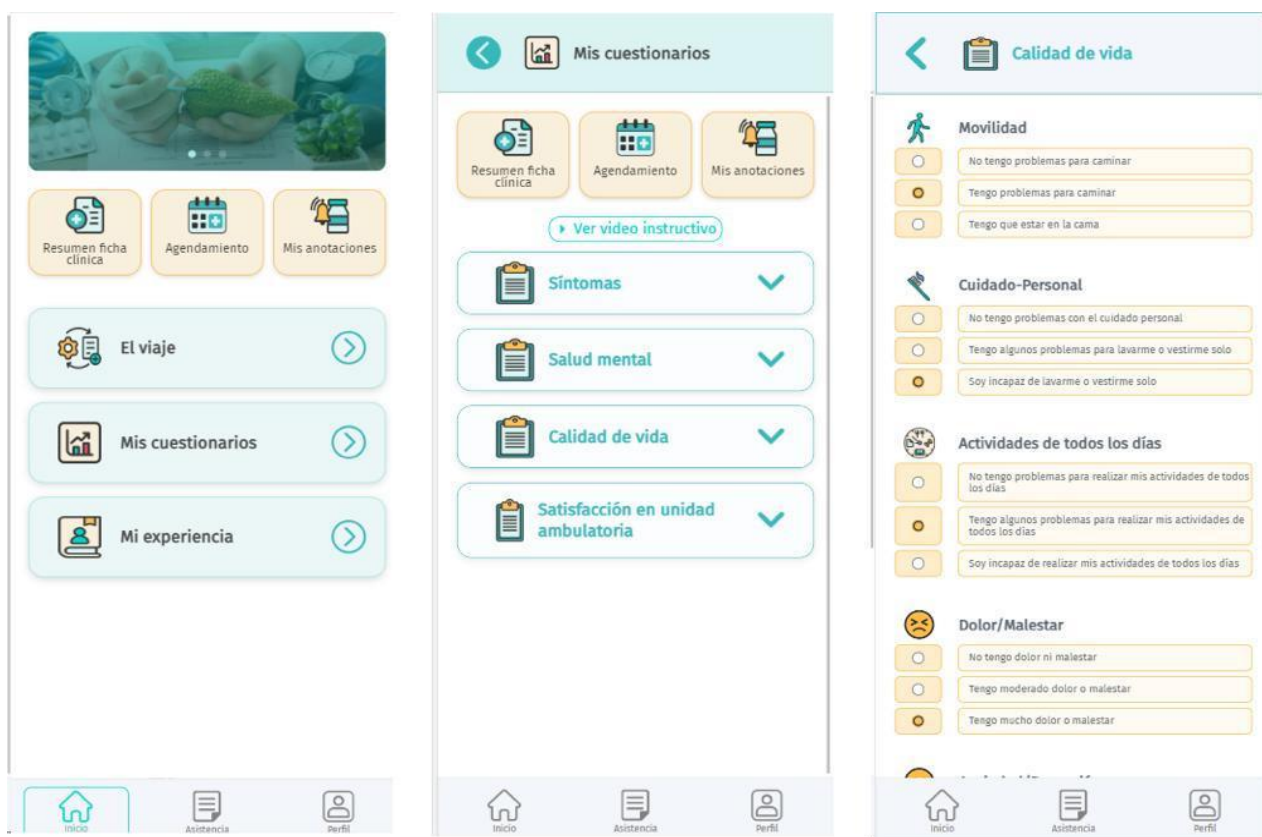 Resumen ficha
clínica
Agendamiento
Mis anotaciones
El viaje
Mis cuestionarios
Mi experiencia
Inicio
Asistencia
Perfil
Mis cuestionarios
Resumen ficha
clínica
Agendamiento
Mis anotaciones
Ver video instructivo
Síntomas
Salud mental
Calidad de vida
Satisfacción en unidad
ambulatoria
Inicio
Asistencia
Perfil
Calidad de vida
Movilidad
No tengo problemas para caminar
Tengo problemas para caminar
Tengo que estar en la cama
Cuidado-Personal
No tengo problemas con el cuidado personal
Tengo algunos problemas para lavarme o vestirme solo
Soy incapaz de lavarme o vestirme solo
Actividades de todos los días
No tengo problemas para realizar mis actividades de todos
los días
Tengo algunos problemas para realizar mis actividades de
todos los días
Soy incapaz de realizar mis actividades de todos los días
Dolor/Malestar
No tengo dolor ni malestar
Tengo moderado dolor o malestar
Tengo mucho dolor o malestar
Inicio
Asistencia
Perfil